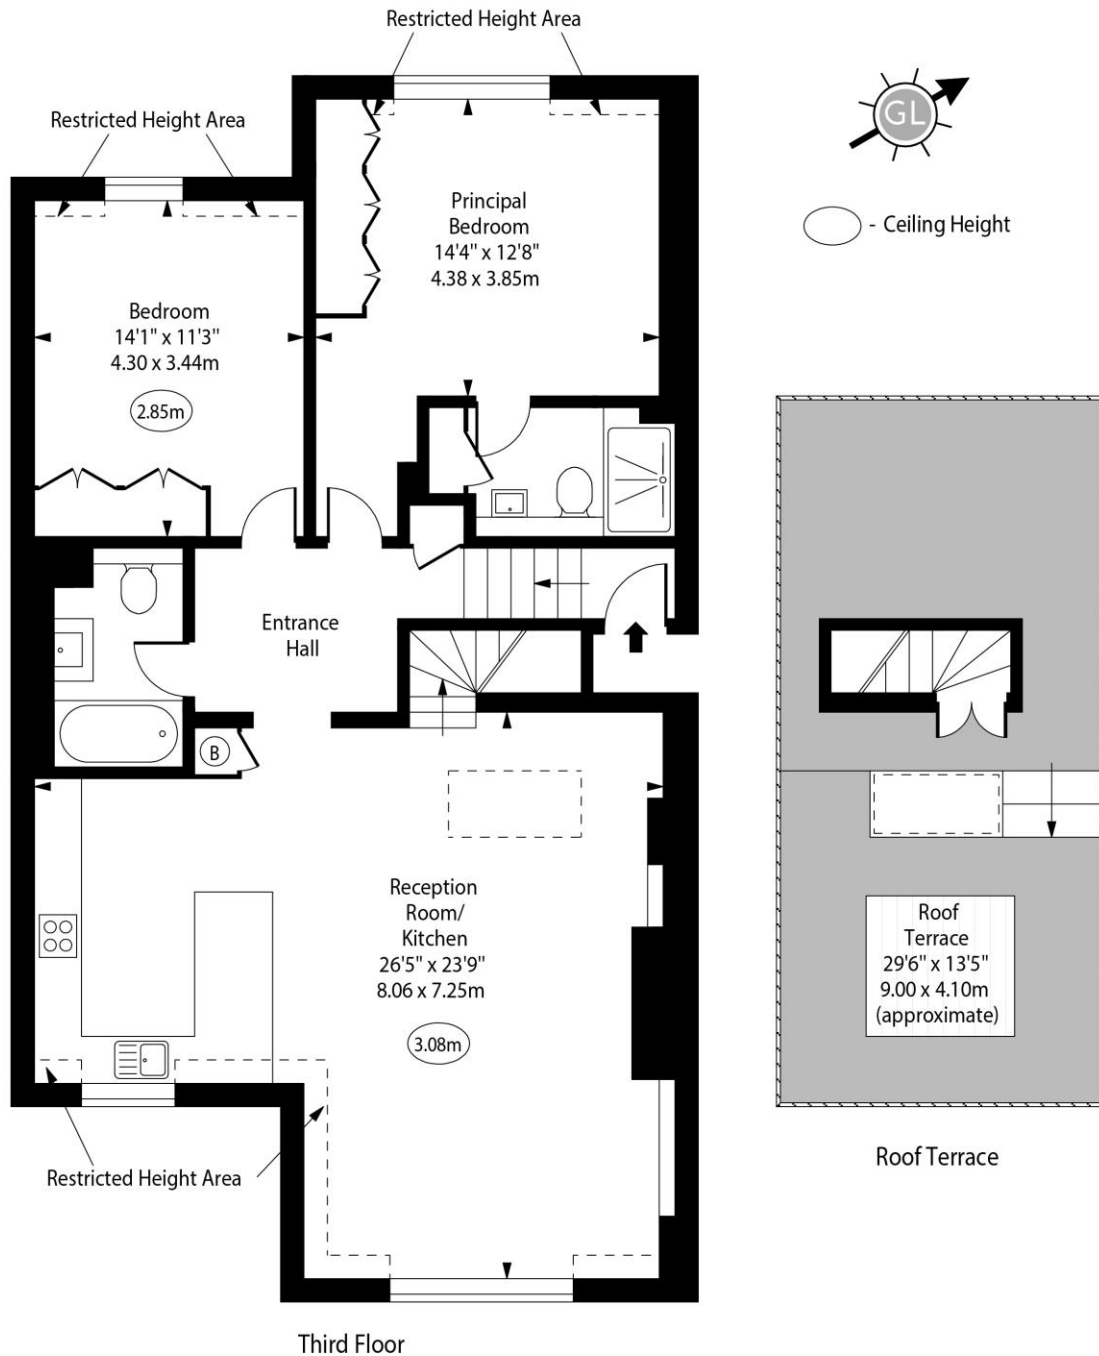 Restricted Height Area
Restricted Height Area
GL
- Ceiling Height
Principal
Bedroom
14'4" x 12'8"
4.38 x 3.85m
Bedroom
14'1" x 11'3"
4.30 x 3.44m
2.85m
Entrance
Hall
B
Reception
Room/
Kitchen
26'5" x 23'9"
8.06 x 7.25m
3.08m
Restricted Height Area
Third Floor
Roof
Terrace
29'6" x 13'5"
9.00 x 4.10m
(approximate)
Roof Terrace